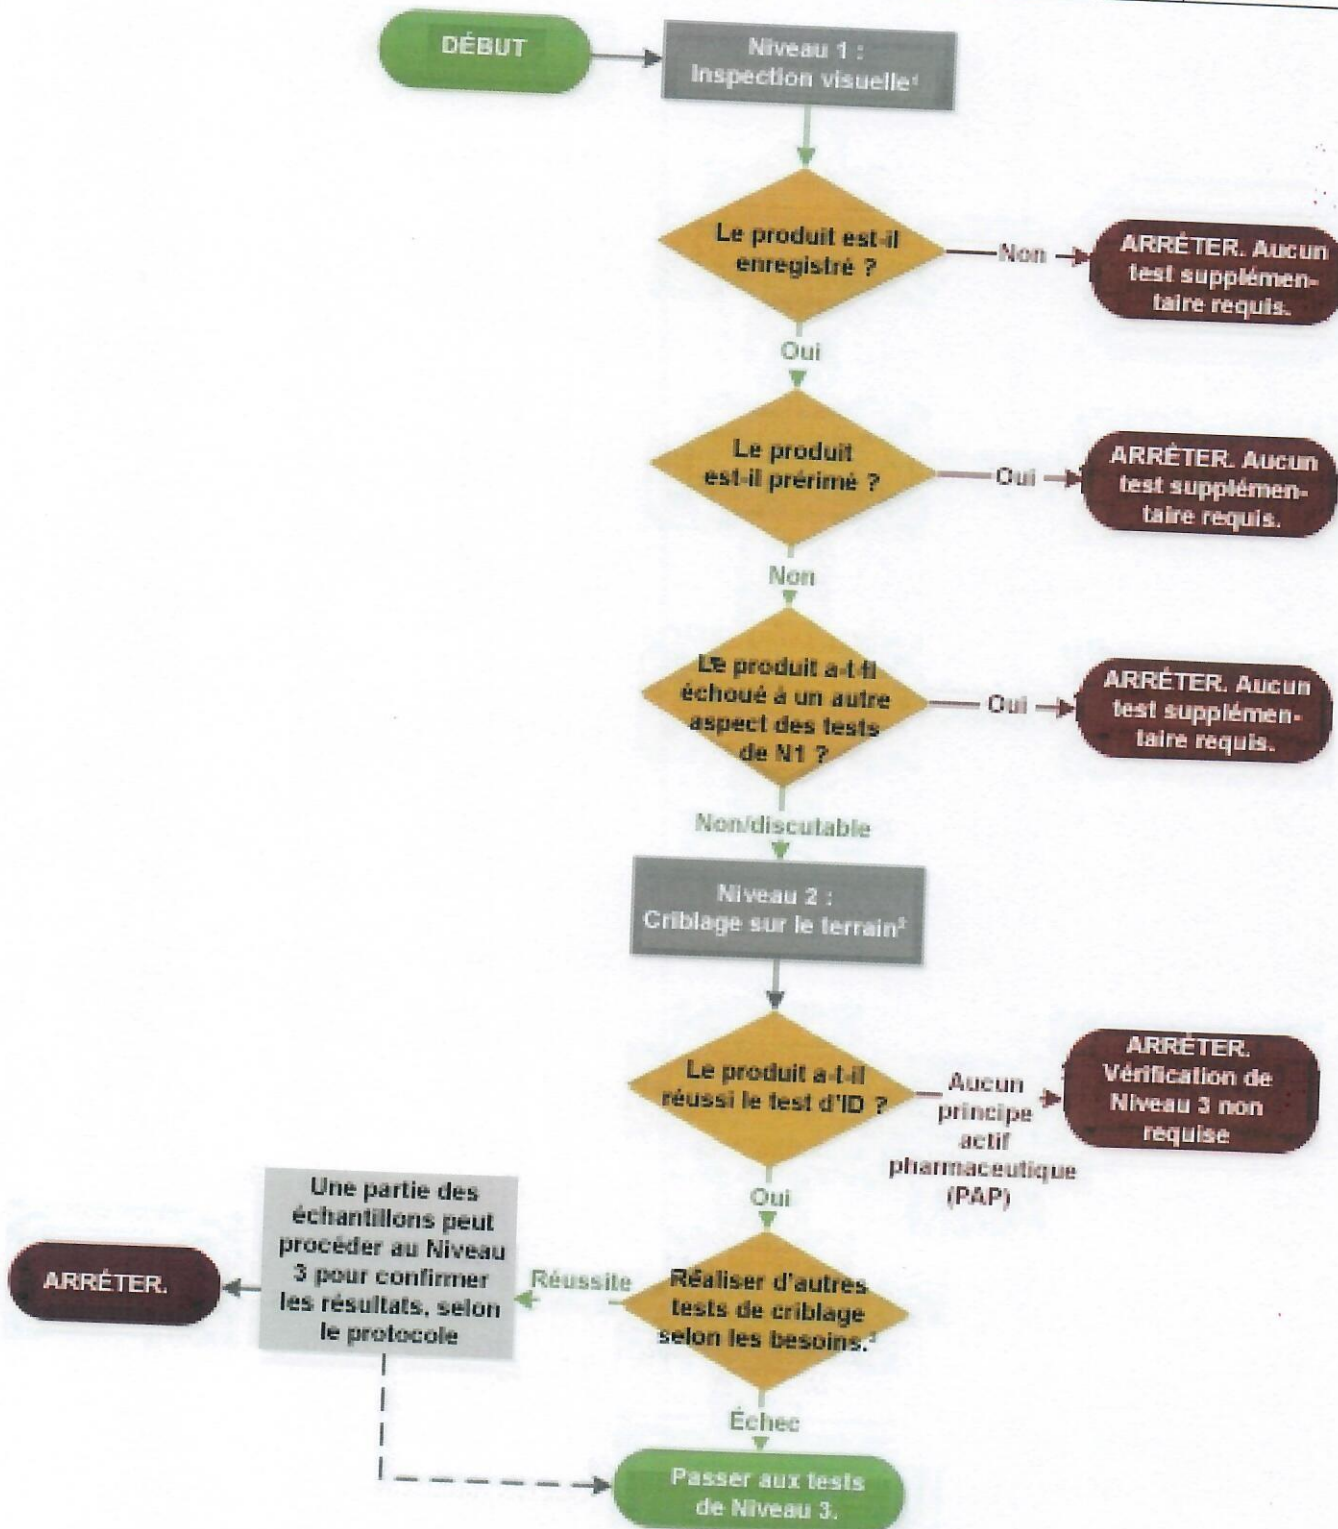 DÉBUT
Niveau 1 :
Inspection visuelle¹
Le produit est-il
enregistré ?
Non
ARRÊTER. Aucun
test supplémen-
taire requis.
Oui
Le produit
est-il prérimé ?
Oui
ARRÊTER. Aucun
test supplémen-
taire requis.
Non
Le produit a-t-il
échoué à un autre
aspect des tests
de N1 ?
Oui
ARRÊTER. Aucun
test supplémen-
taire requis.
Non/discutable
Niveau 2 :
Criblage sur le terrain²
Le produit a-t-il
réussi le test d'ID ?
Aucun
principe
actif
pharmaceutique
(PAP)
ARRÊTER.
Vérification de
Niveau 3 non
requise
Oui
Réaliser d'autres
tests de criblage
selon les besoins.²
Réussite
Une partie des
échantillons peut
procéder au Niveau
3 pour confirmer
les résultats, selon
le protocole
ARRÊTER.
Échec
Passer aux tests
de Niveau 3.